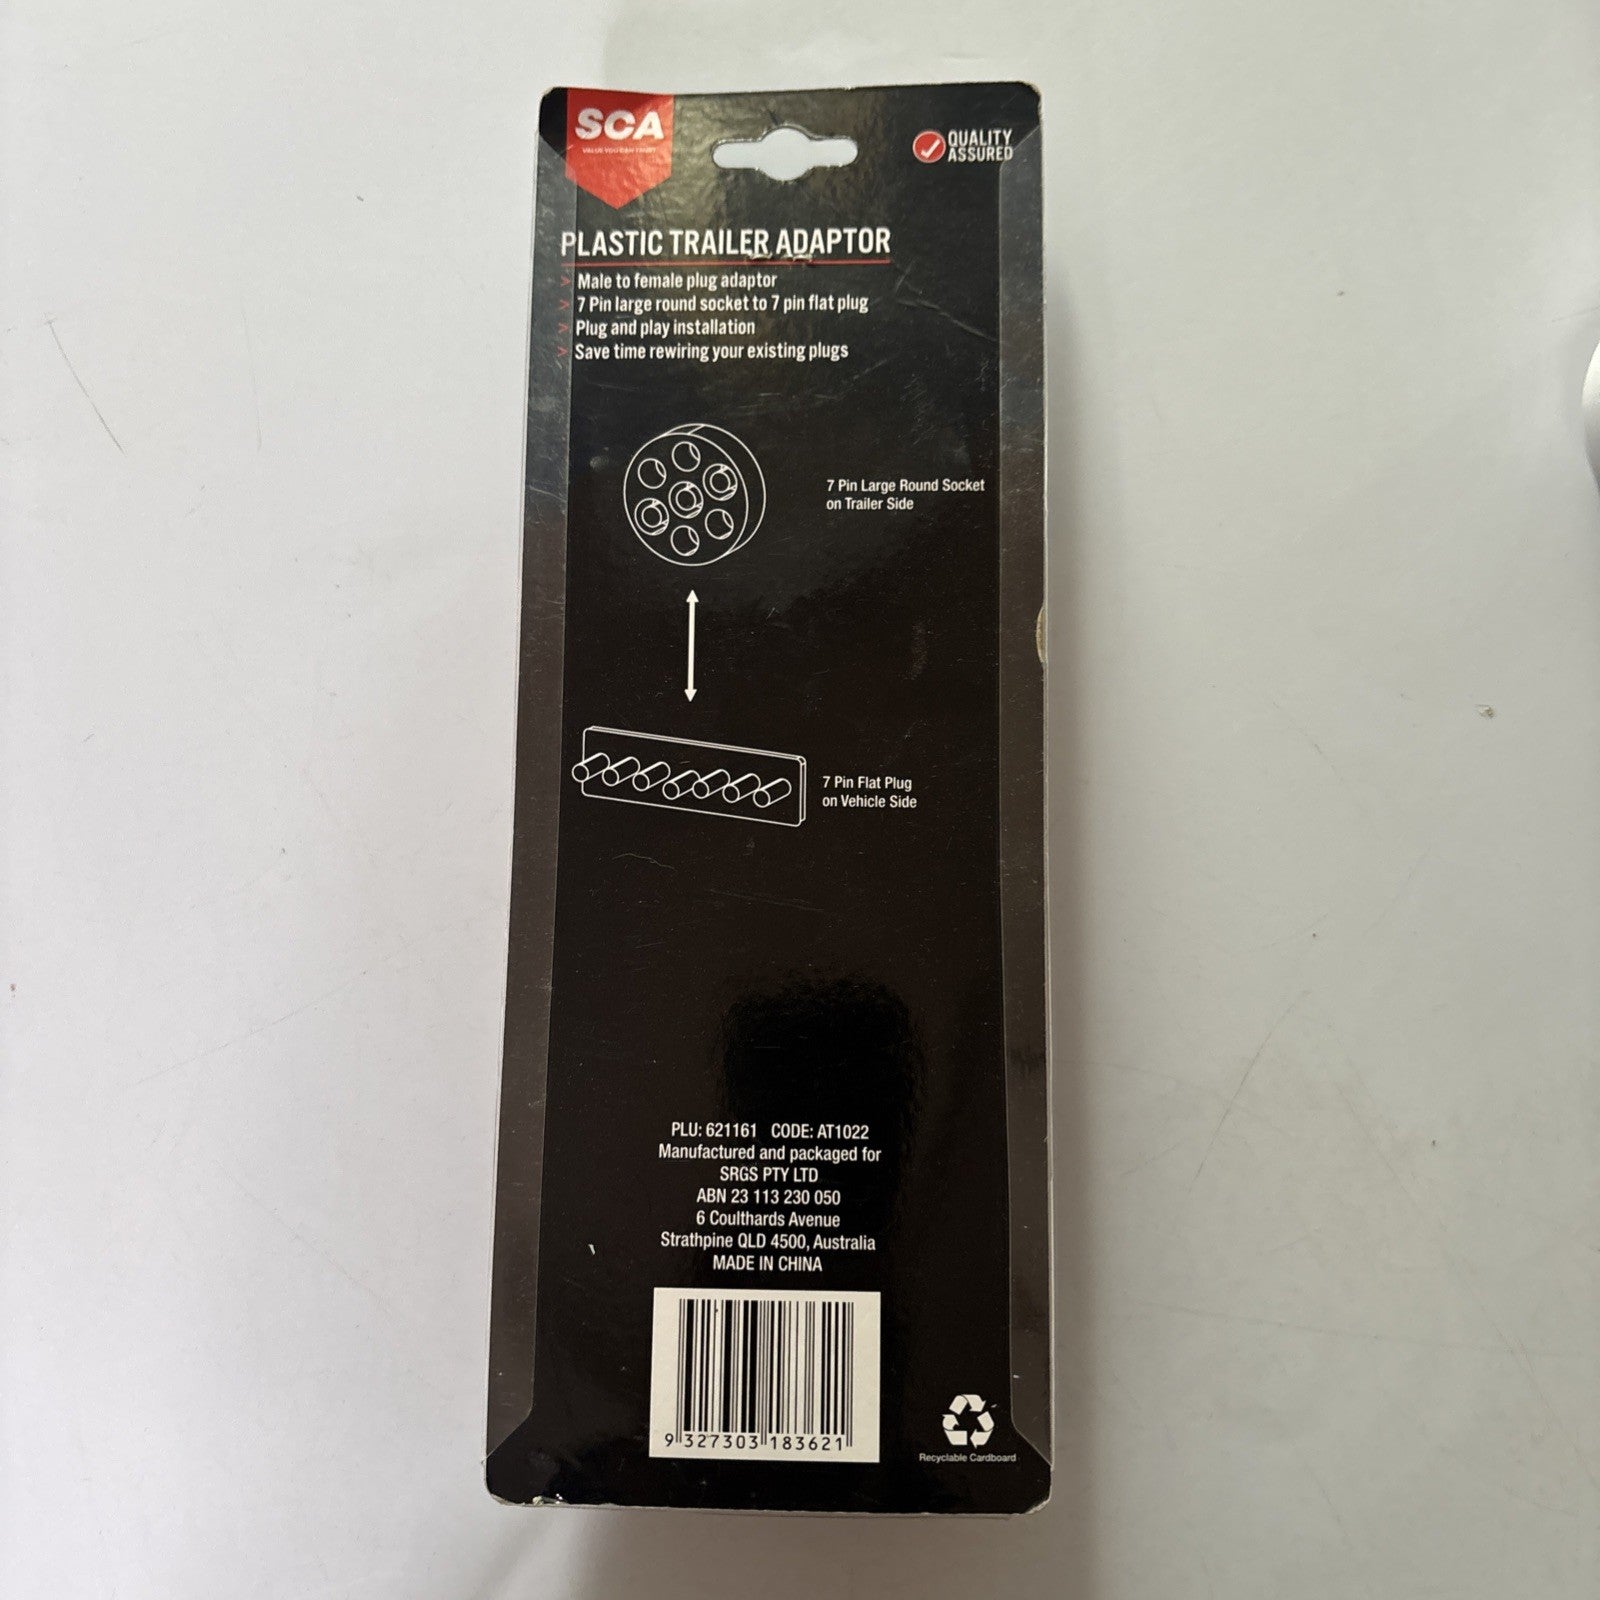 SCA
VALUE YOU CAN TRUST
QUALITY
ASSURED
PLASTIC TRAILER ADAPTOR
Male to female plug adaptor
7 Pin large round socket to 7 pin flat plug
Plug and play installation
Save time rewiring your existing plugs
7 Pin Large Round Socket
on Trailer Side
7 Pin Flat Plug
on Vehicle Side
PLU: 621161 CODE: AT1022
Manufactured and packaged for
SRGS PTY LTD
ABN 23 113 230 050
6 Coulthards Avenue
Strathpine QLD 4500, Australia
MADE IN CHINA
9 327303 183621
Recyclable Cardboard